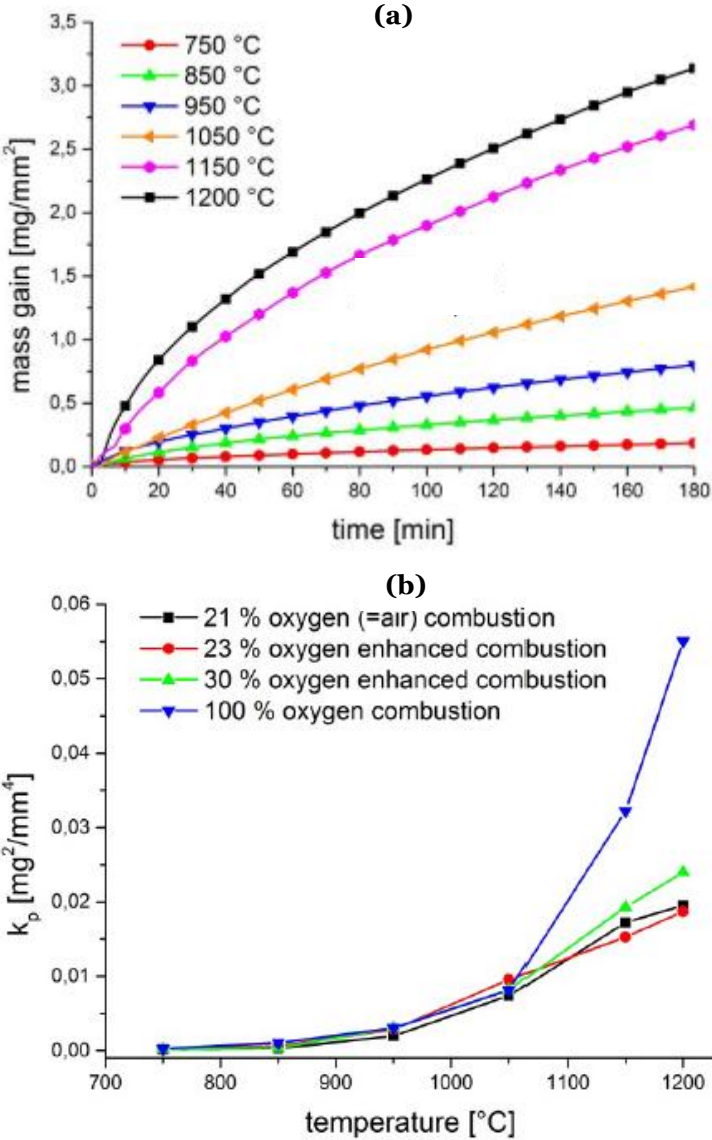 (a)
3,5
3,0
2,5
2,0
1,5
1,0
0,5
0,0
mass gain [mg/mm²]
750 °C
850 °C
950 °C
1050 °C
1150 °C
1200 °C
0 20 40 60 80 100 120 140 160 180
time [min]
(b)
0,06
0,05
0,04
0,03
0,02
0,01
0,00
k_p [mg²/mm⁴]
21 % oxygen (=air) combustion
23 % oxygen enhanced combustion
30 % oxygen enhanced combustion
100 % oxygen combustion
700 800 900 1000 1100 1200
temperature [°C]